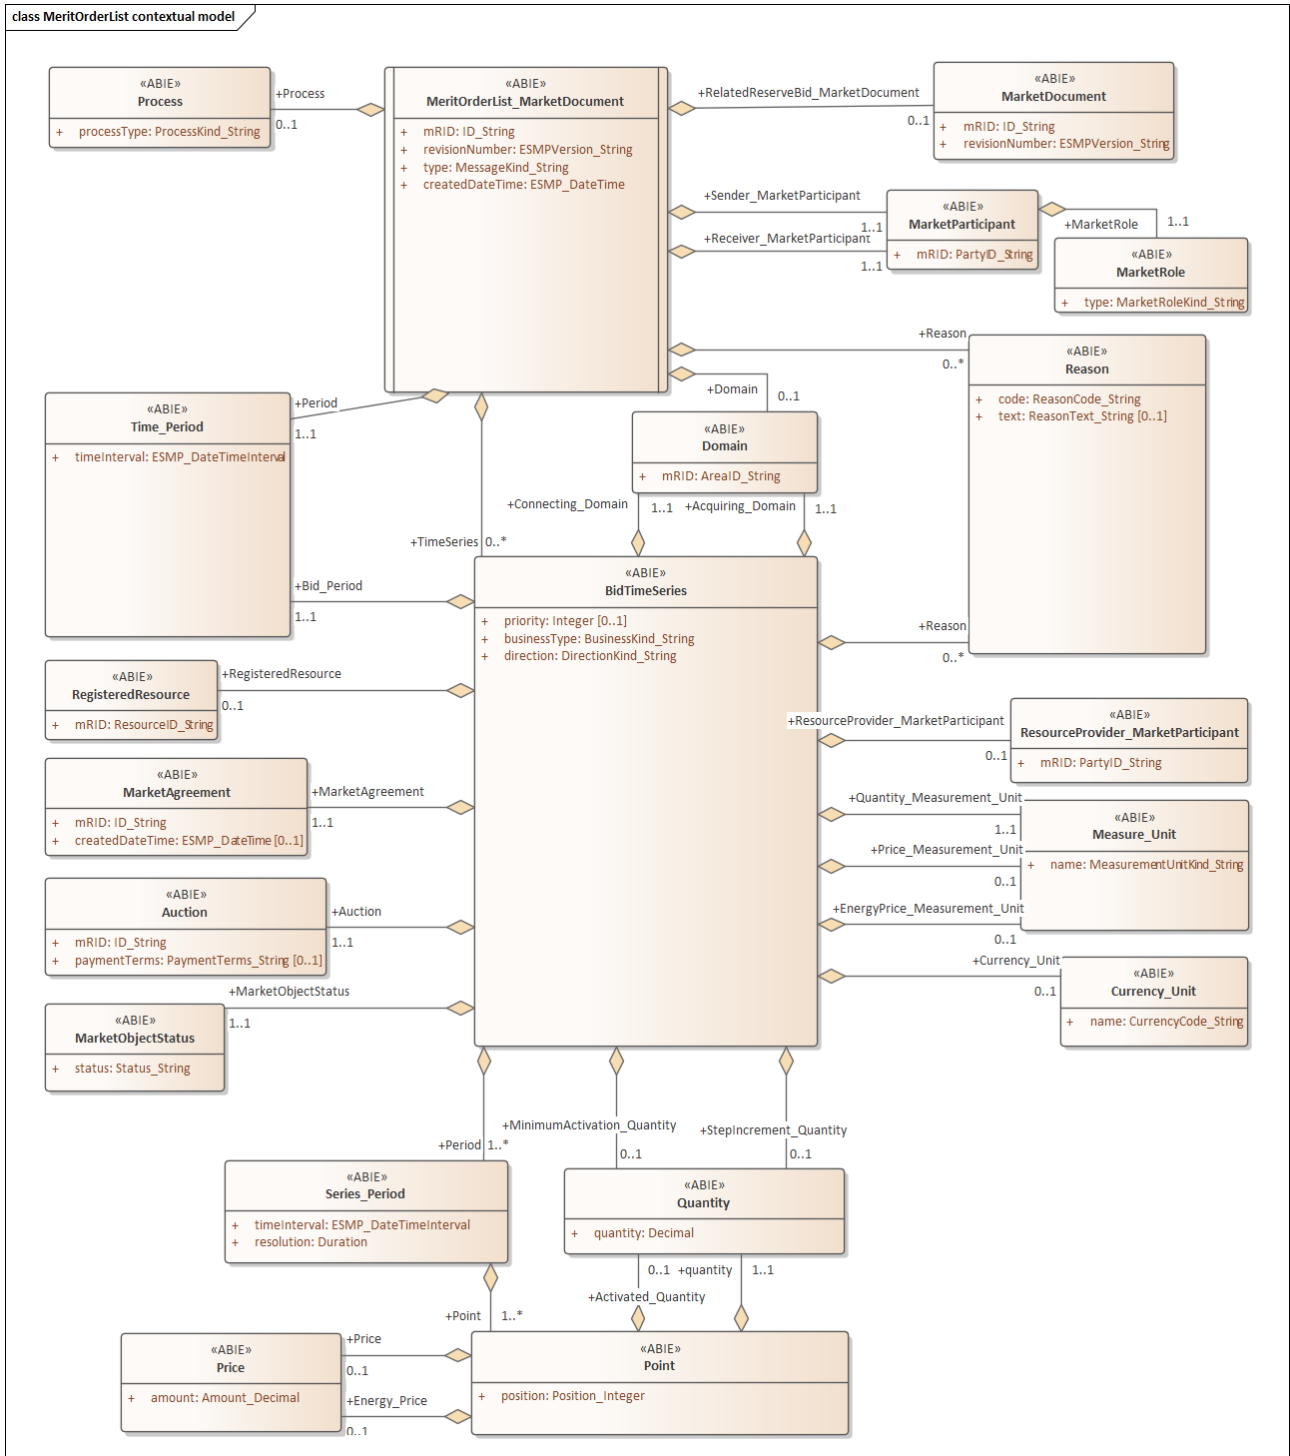 class MeritOrderList contextual model
«ABIE»
Process
+ processType: ProcessKind_String
+Process
0..1
«ABIE»
MeritOrderList_MarketDocument
+ mRID: ID_String
+ revisionNumber: ESMPVersion_String
+ type: MessageKind_String
+ createdDateTime: ESMP_DateTime
+RelatedReserveBid_MarketDocument
0..1
«ABIE»
MarketDocument
+ mRID: ID_String
+ revisionNumber: ESMPVersion_String
+Sender_MarketParticipant
1..1
+Receiver_MarketParticipant
1..1
«ABIE»
MarketParticipant
+ mRID: PartyID_String
+MarketRole
1..1
«ABIE»
MarketRole
+ type: MarketRoleKind_String
+Reason
0..*
«ABIE»
Reason
+ code: ReasonCode_String
+ text: ReasonText_String [0..1]
+Domain
0..1
«ABIE»
Domain
+ mRID: AreaID_String
+Period
1..1
«ABIE»
Time_Period
+ timeInterval: ESMP_DateTimeInterval
+Connecting_Domain
1..1
+Acquiring_Domain
1..1
+TimeSeries
0..*
+Bid_Period
1..1
«ABIE»
BidTimeSeries
+ priority: Integer [0..1]
+ businessType: BusinessKind_String
+ direction: DirectionKind_String
+Reason
0..*
«ABIE»
RegisteredResource
+ mRID: ResourceID_String
+RegisteredResource
0..1
+ResourceProvider_MarketParticipant
0..1
«ABIE»
ResourceProvider_MarketParticipant
+ mRID: PartyID_String
«ABIE»
MarketAgreement
+ mRID: ID_String
+ createdDateTime: ESMP_DateTime [0..1]
+MarketAgreement
1..1
+Quantity_Measurement_Unit
1..1
+Price_Measurement_Unit
0..1
+EnergyPrice_Measurement_Unit
0..1
«ABIE»
Measure_Unit
+ name: MeasurementUnitKind_String
«ABIE»
Auction
+ mRID: ID_String
+ paymentTerms: PaymentTerms_String [0..1]
+Auction
1..1
+Currency_Unit
0..1
«ABIE»
Currency_Unit
+ name: CurrencyCode_String
+MarketObjectStatus
1..1
«ABIE»
MarketObjectStatus
+ status: Status_String
+Period
1..*
+MinimumActivation_Quantity
0..1
+StepIncrement_Quantity
0..1
«ABIE»
Series_Period
+ timeInterval: ESMP_DateTimeInterval
+ resolution: Duration
«ABIE»
Quantity
+ quantity: Decimal
0..1
+Activated_Quantity
+quantity
1..1
+Point
1..*
«ABIE»
Price
+ amount: Amount_Decimal
+Price
0..1
+Energy_Price
0..1
«ABIE»
Point
+ position: Position_Integer